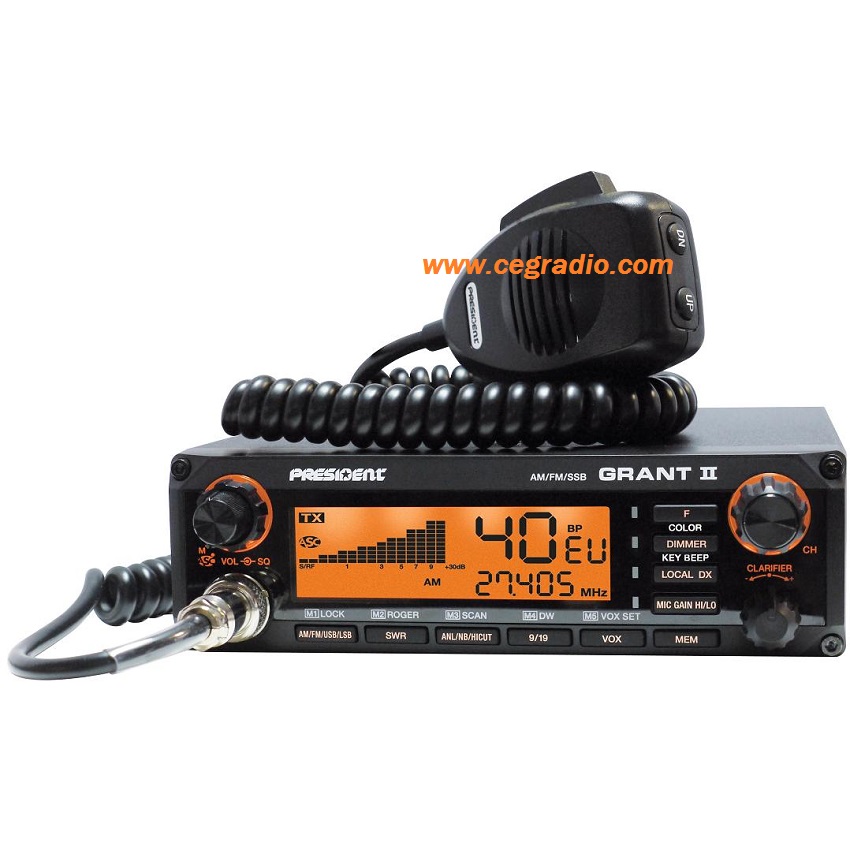 www.cegradio.com
DN
UP
PRESIDENT
PRESIDENT
AM/FM/SSB GRANT II
TX
ASC
S/RF 1 3 5 7 9 +30dB
AM
40 BP EU
27.405 MHz
M
ASC
VOL SQ
F
COLOR
DIMMER
KEY BEEP
LOCAL DX
MIC GAIN HI/LO
CH
CLARIFIER
M1 LOCK M2 ROGER M3 SCAN M4 DW M5 VOX SET
AM/FM/USB/LSB SWR ANL/NB/HICUT 9/19 VOX MEM